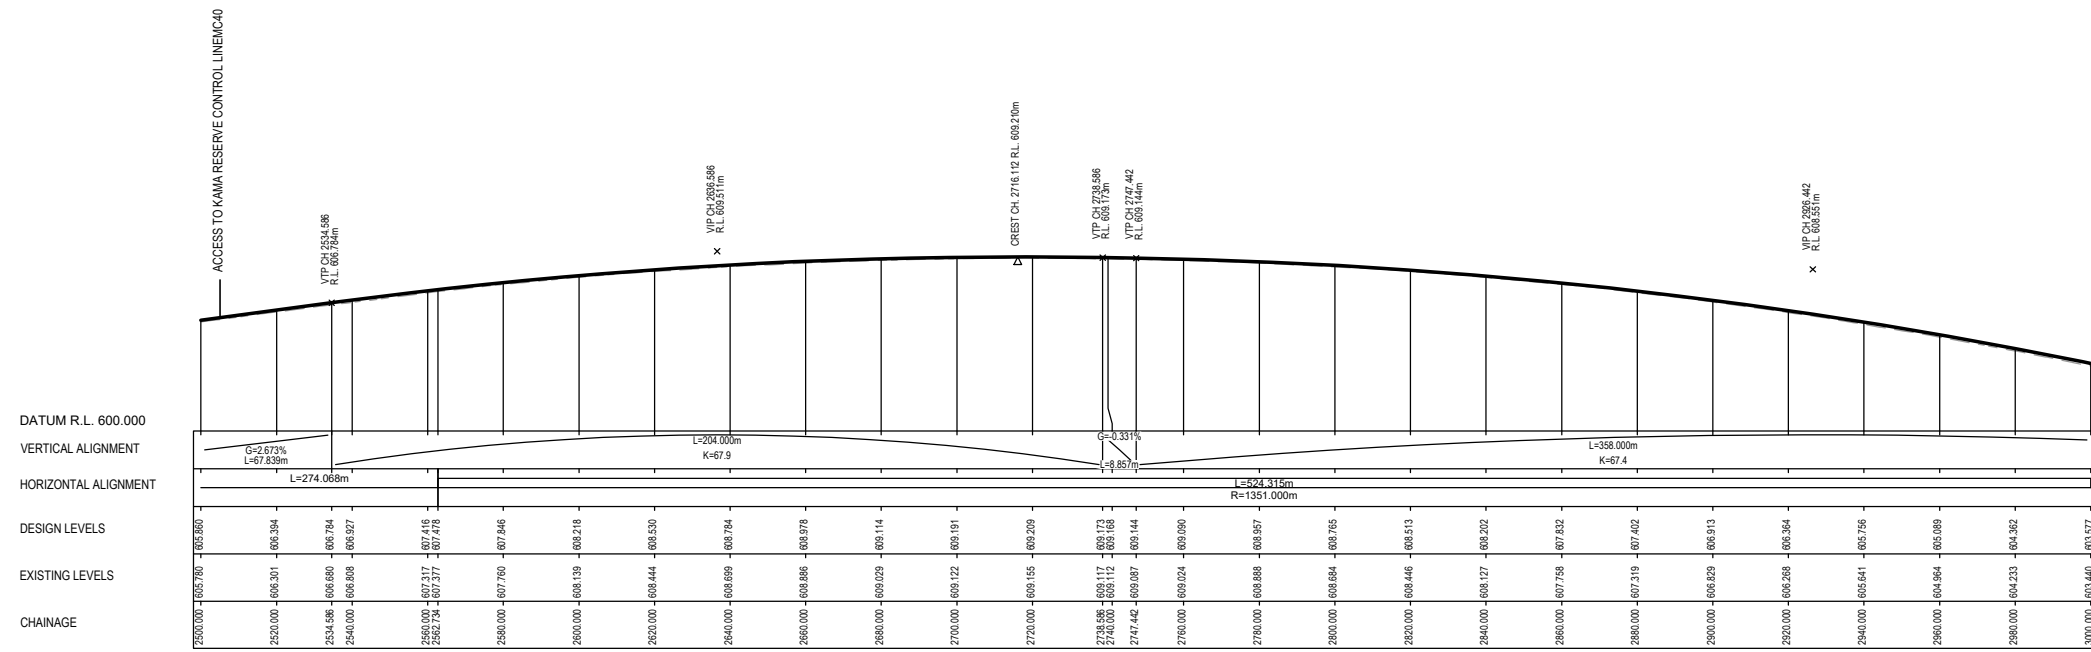 ACCESS TO KAMA RESERVE CONTROL LINEMC40
VTP CH 2534.586
R.L. 606.784m
VIP CH 2636.586
R.L. 609.511m
CREST CH. 2716.112 R.L. 609.210m
VTP CH 2738.586
R.L. 609.173m
VTP CH 2747.442
R.L. 609.144m
VIP CH 2926.442
R.L. 608.551m
DATUM R.L. 600.000
VERTICAL ALIGNMENT
G=2.673%
L=67.839m
L=204.000m
K=67.9
G=-0.331%
L=8.857m
L=358.000m
K=67.4
HORIZONTAL ALIGNMENT
L=274.068m
L=524.315m
R=1351.000m
DESIGN LEVELS
605.860 606.394 606.784 606.927 607.416 607.478 607.846 608.218 608.530 608.784 608.978 609.114 609.191 609.209 609.173 609.168 609.144 609.090 608.957 608.765 608.513 608.202 607.832 607.402 606.913 606.364 605.756 605.089 604.362 603.577
EXISTING LEVELS
605.780 606.301 606.680 606.808 607.317 607.377 607.760 608.139 608.444 608.699 608.886 609.029 609.122 609.155 609.117 609.112 609.087 609.024 608.888 608.684 608.446 608.127 607.758 607.319 606.829 606.268 605.641 604.964 604.233 603.440
CHAINAGE
2500.000 2520.000 2534.586 2540.000 2560.000 2562.734 2580.000 2600.000 2620.000 2640.000 2660.000 2680.000 2700.000 2720.000 2738.586 2740.000 2747.442 2760.000 2780.000 2800.000 2820.000 2840.000 2860.000 2880.000 2900.000 2920.000 2940.000 2960.000 2980.000 3000.000